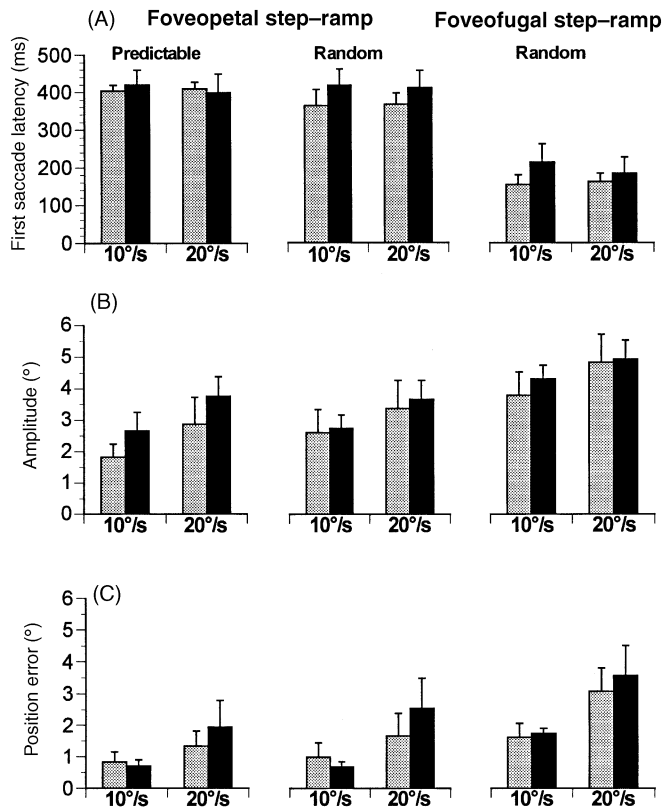 (A) Foveopetal step–ramp Foveofugal step–ramp
Predictable Random Random
First saccade latency (ms)
500
400
300
200
100
0
10°/s 20°/s 10°/s 20°/s 10°/s 20°/s
(B)
Amplitude (°)
6
5
4
3
2
1
0
10°/s 20°/s 10°/s 20°/s 10°/s 20°/s
(C)
Position error (°)
6
5
4
3
2
1
0
10°/s 20°/s 10°/s 20°/s 10°/s 20°/s